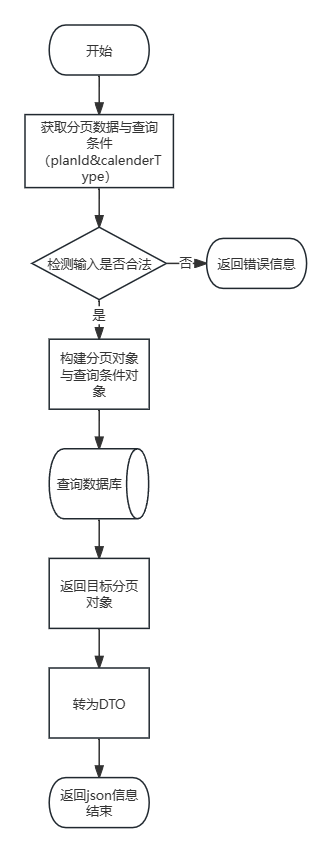 开始
获取分页数据与查询
条件
（planId&calenderT
ype）
检测输入是否合法
否
返回错误信息
是
构建分页对象
与查询条件对
象
查询数据库
返回目标分页
对象
转为DTO
返回json信息
结束